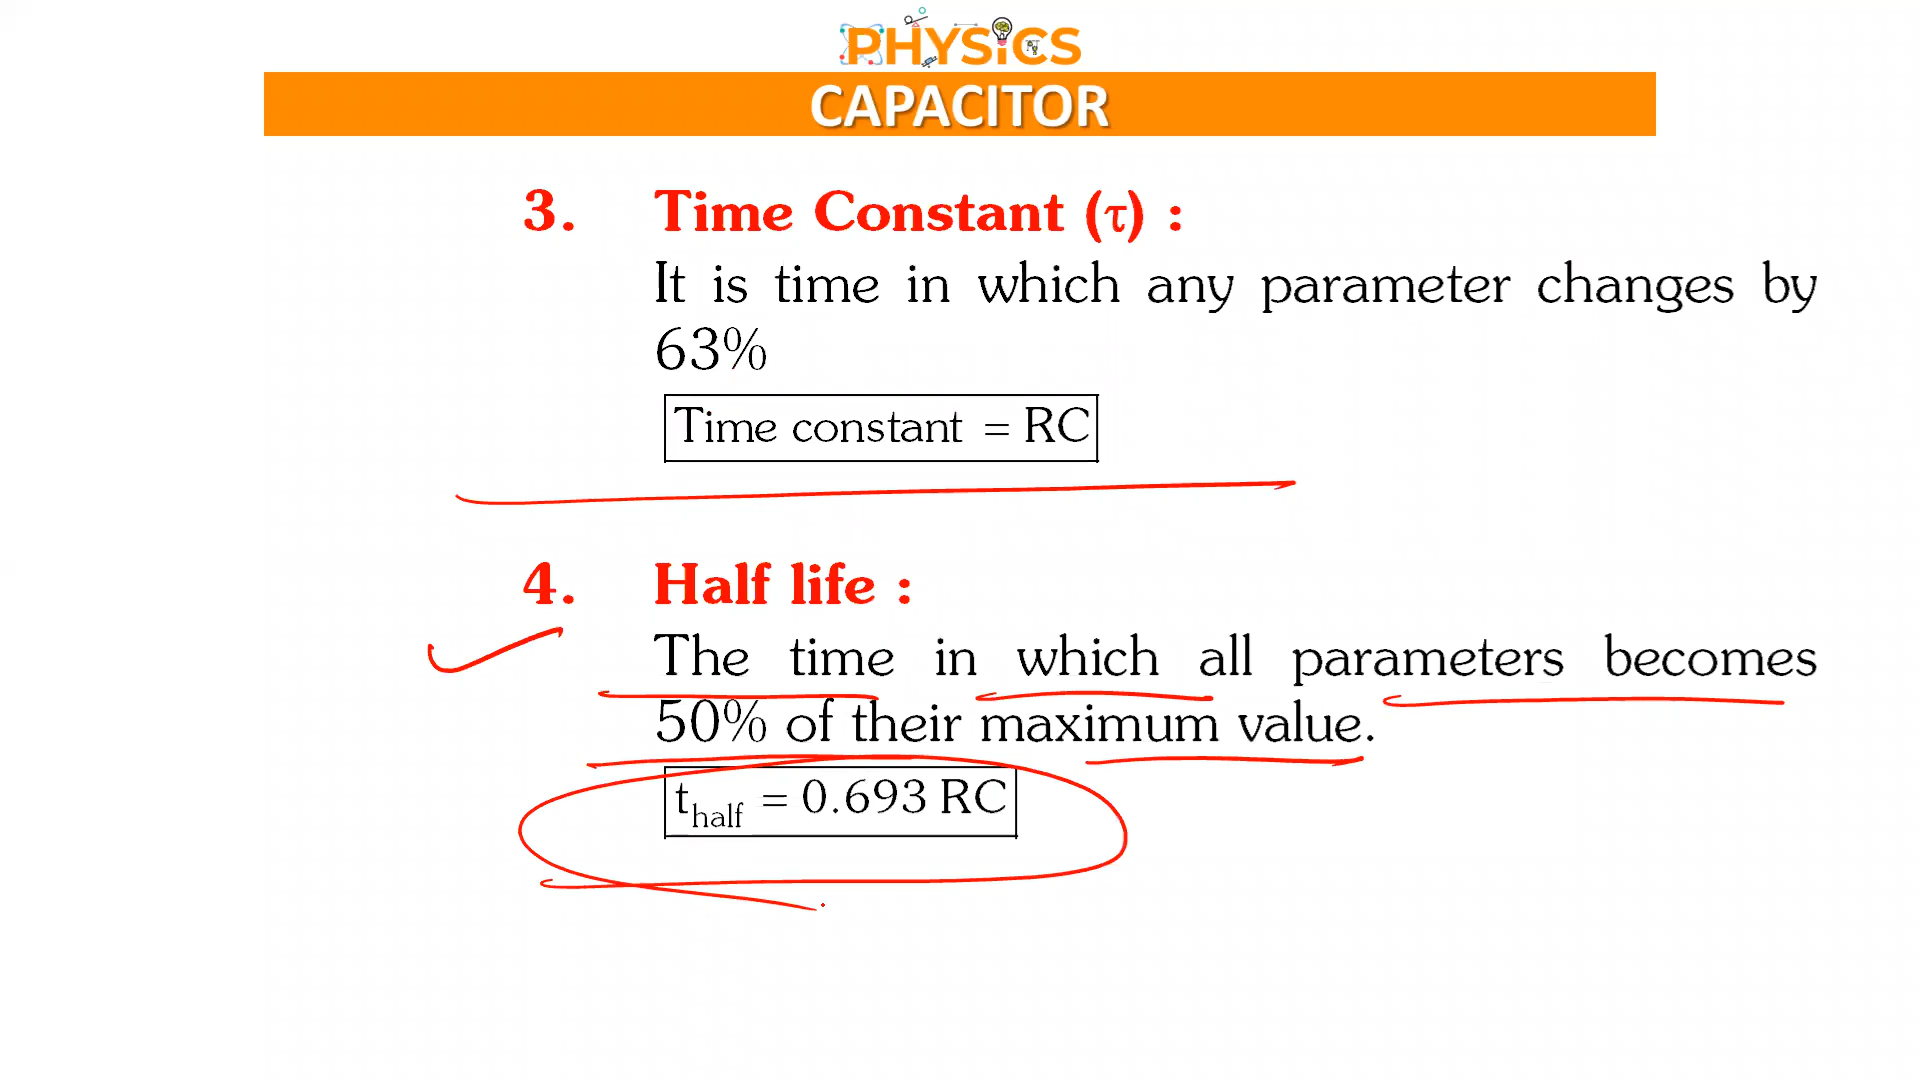 PHYSICS
CAPACITOR
3. Time Constant (τ) :
It is time in which any parameter changes by
63%
Time constant = RC
4. Half life :
The time in which all parameters becomes
50% of their maximum value.
t_half = 0.693 RC